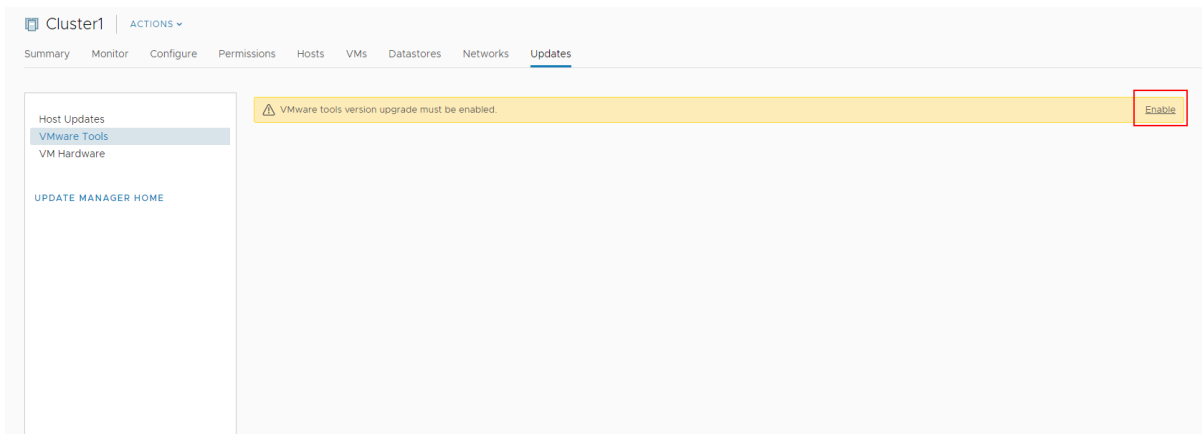 Cluster1 ACTIONS
Summary Monitor Configure Permissions Hosts VMs Datastores Networks Updates
Host Updates
VMware Tools
VM Hardware
UPDATE MANAGER HOME
VMware tools version upgrade must be enabled. Enable